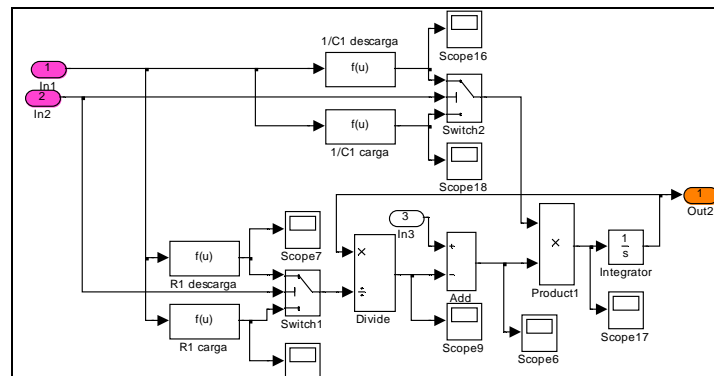 1/C1 descarga
f(u)
Scope16
1
In1
2
In2
Switch2
f(u)
1/C1 carga
Scope18
1
Out2
3
In3
f(u)
R1 descarga
Scope7
×
÷
Divide
+
−
Add
×
Product1
1
s
Integrator
Switch1
f(u)
R1 carga
Scope9
Scope6
Scope17